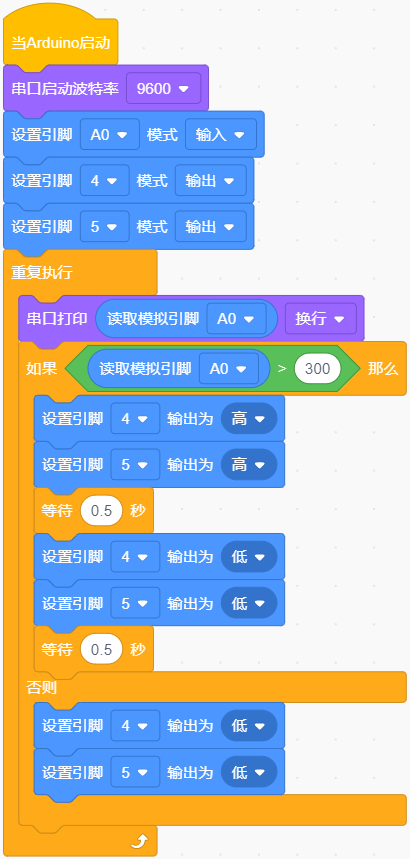 当Arduino启动
串口启动波特率 9600
设置引脚 A0 模式 输入
设置引脚 4 模式 输出
设置引脚 5 模式 输出
重复执行
串口打印 读取模拟引脚 A0 换行
如果 读取模拟引脚 A0 > 300 那么
设置引脚 4 输出为 高
设置引脚 5 输出为 高
等待 0.5 秒
设置引脚 4 输出为 低
设置引脚 5 输出为 低
等待 0.5 秒
否则
设置引脚 4 输出为 低
设置引脚 5 输出为 低